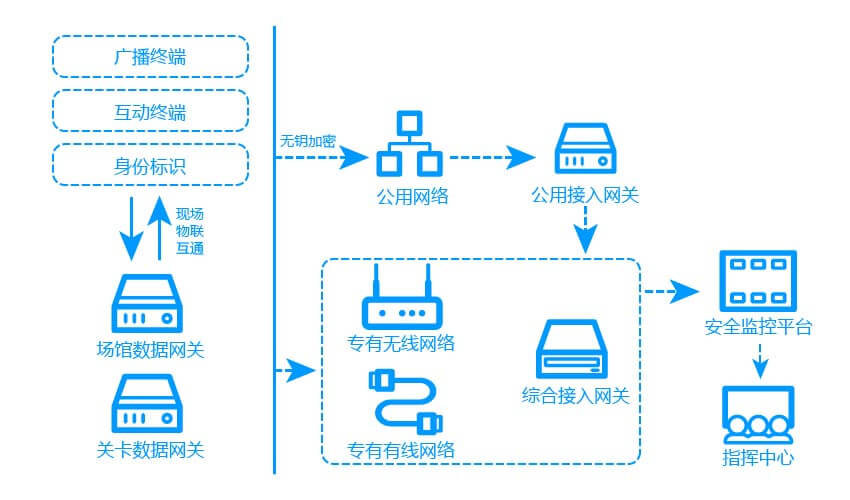 广播终端
互动终端
身份标识
现场
物联
互通
场馆数据网关
关卡数据网关
无钥加密
公用网络
公用接入网关
专有无线网络
专有有线网络
综合接入网关
安全监控平台
指挥中心